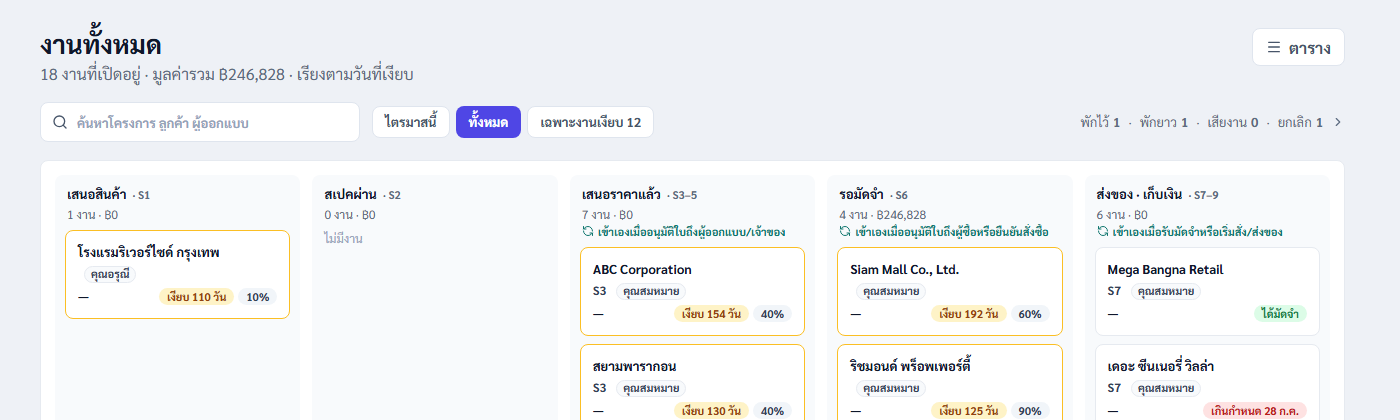 งานทั้งหมด
ตาราง
18 งานที่เปิดอยู่ · มูลค่ารวม ฿246,828 · เรียงตามวันที่เงียบ
ค้นหาโครงการ ลูกค้า ผู้ออกแบบ
ไตรมาสนี้
ทั้งหมด
เฉพาะงานเงียบ 12
พักไว้ 1 · พักยาว 1 · เสียงาน 0 · ยกเลิก 1
เสนอสินค้า · S1
1 งาน · ฿0
โรงแรมริเวอร์ไซด์ กรุงเทพ
คุณอรุณี
— เงียบ 110 วัน 10%
สเปคผ่าน · S2
0 งาน · ฿0
ไม่มีงาน
เสนอราคาแล้ว · S3–5
7 งาน · ฿0
เข้าเองเมื่ออนุมัติใบถึงผู้ออกแบบ/เจ้าของ
ABC Corporation
S3 คุณสมหมาย
— เงียบ 154 วัน 40%
สยามพารากอน
S3 คุณสมหมาย
— เงียบ 130 วัน 40%
รอมัดจำ · S6
4 งาน · ฿246,828
เข้าเองเมื่ออนุมัติใบถึงผู้ซื้อหรือยืนยันสั่งซื้อ
Siam Mall Co., Ltd.
คุณสมหมาย
— เงียบ 192 วัน 60%
ริชมอนด์ พร็อพเพอร์ตี้
คุณสมหมาย
— เงียบ 125 วัน 90%
ส่งของ · เก็บเงิน · S7–9
6 งาน · ฿0
เข้าเองเมื่อรับมัดจำหรือเริ่มสั่ง/ส่งของ
Mega Bangna Retail
S7 คุณสมหมาย
— ได้มัดจำ
เดอะ ซีนเนอรี่ วิลล่า
S7 คุณสมหมาย
— เกินกำหนด 28 ก.ค.